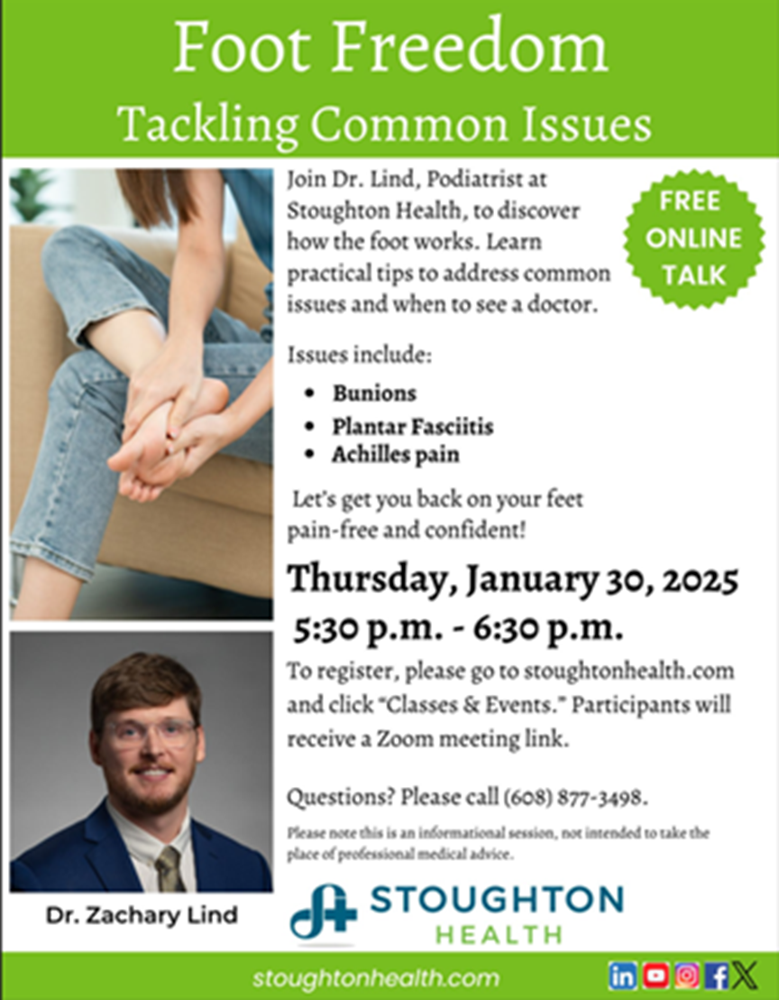 Foot Freedom
Tackling Common Issues
Join Dr. Lind, Podiatrist at
Stoughton Health, to discover
how the foot works. Learn
practical tips to address common
issues and when to see a doctor.
FREE
ONLINE
TALK
Issues include:
• Bunions
• Plantar Fasciitis
• Achilles pain
Let's get you back on your feet
pain-free and confident!
Thursday, January 30, 2025
5:30 p.m. - 6:30 p.m.
To register, please go to stoughtonhealth.com
and click “Classes & Events.” Participants will
receive a Zoom meeting link.
Questions? Please call (608) 877-3498.
Please note this is an informational session, not intended to take the
place of professional medical advice.
Dr. Zachary Lind
STOUGHTON
HEALTH
stoughtonhealth.com